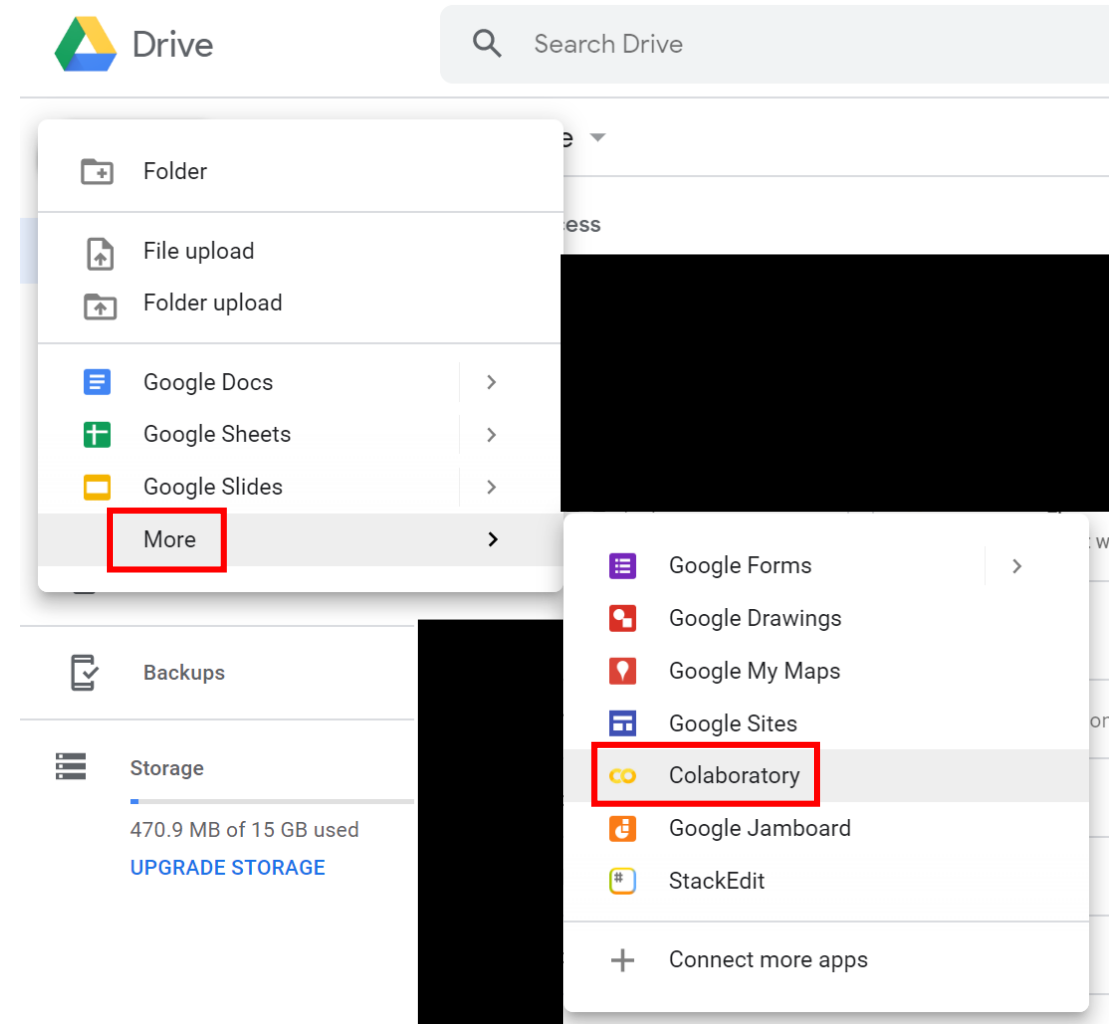 Drive
Search Drive
e
Folder
ess
File upload
Folder upload
Google Docs
Google Sheets
Google Slides
More
Google Forms
Google Drawings
Google My Maps
Google Sites
Colaboratory
Google Jamboard
StackEdit
Connect more apps
Backups
Storage
470.9 MB of 15 GB used
UPGRADE STORAGE